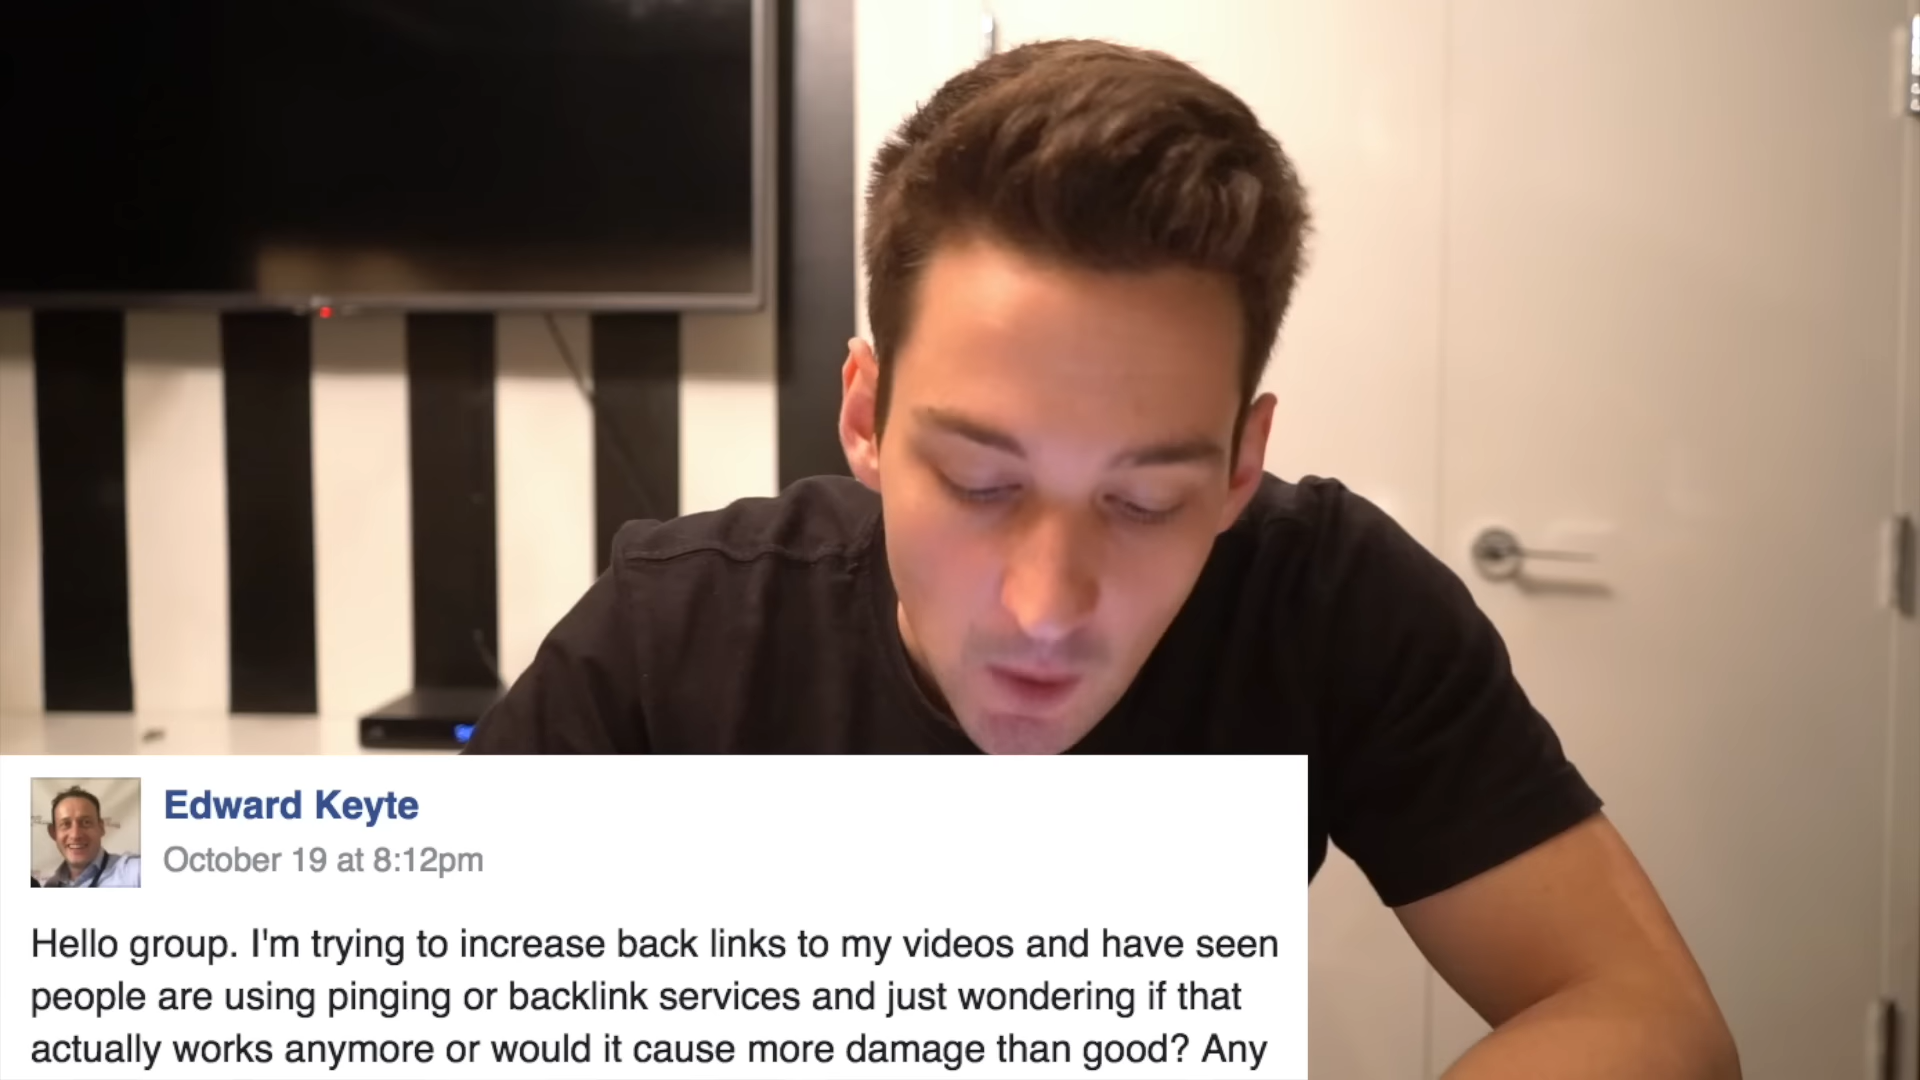 Edward Keyte
October 19 at 8:12pm
Hello group. I'm trying to increase back links to my videos and have seen
people are using pinging or backlink services and just wondering if that
actually works anymore or would it cause more damage than good? Any